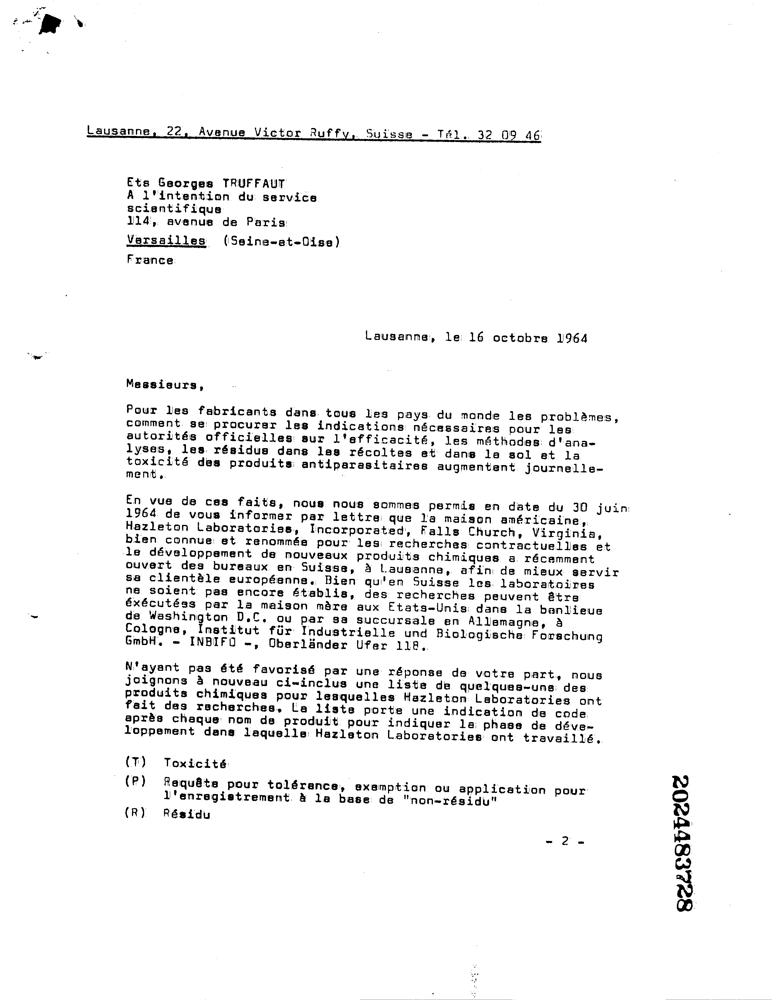 Lausanne, 22, Avenue Victor Ruffy, Suisse - Tél. 32 09 46
Ets Georges TRUFFAUT
A l'intention du service
scientifique
114, avenue de Paris
Versailles (Seine-et-Oise)
France
Lausanne, le 16 octobre 1964
Messieurs,
Pour les fabricants dans tous les pays du monde les problèmes,
comment se procurer les indications nécessaires pour les
autorités officielles sur l'efficacité, les méthodes d'ana-
lyses, les résidus dans les récoltes et dans le sol et la
toxicité des produits antiparasitaires augmentent journelle-
ment.
En vue de ces faits, nous nous sommes permis en date du 30 juin
1964 de vous informer par lettre que la maison américaine,
Hazleton Laboratories, Incorporated, Falls Church, Virginia,
bien connue et renommée pour les recherches contractuelles et
le développement de nouveaux produits chimiques a récemment
ouvert des bureaux en Suisse, à Lausanne, afin de mieux servir
sa clientèle européenne. Bien qu'en Suisse les laboratoires
ne soient pas encore établis, des recherches peuvent être
éxécutées par la maison mère aux Etats-Unis dans la banlieue
de Washington D.C. ou par sa succursale en Allemagne, à
Cologne, Institut für Industrielle und Biologische Forschung
GmbH. - INBIFO -, Oberländer Ufer 118.
N'ayant pas été favorisé par une réponse de votre part, nous
joignons à nouveau ci-inclus une liste de quelques-uns des
produits chimiques pour lesquelles Hazleton Laboratories ont
fait des recherches. La liste porte une indication de code
après chaque nom de produit pour indiquer la phase de déve-
loppement dans laquelle Hazleton Laboratories ont travaillé.
(T) Toxicité
(P) Requête pour tolérance, exemption ou application pour
l'enregistrement à la base de "non-résidu"
(R) Résidu
- 2 -
2024483728